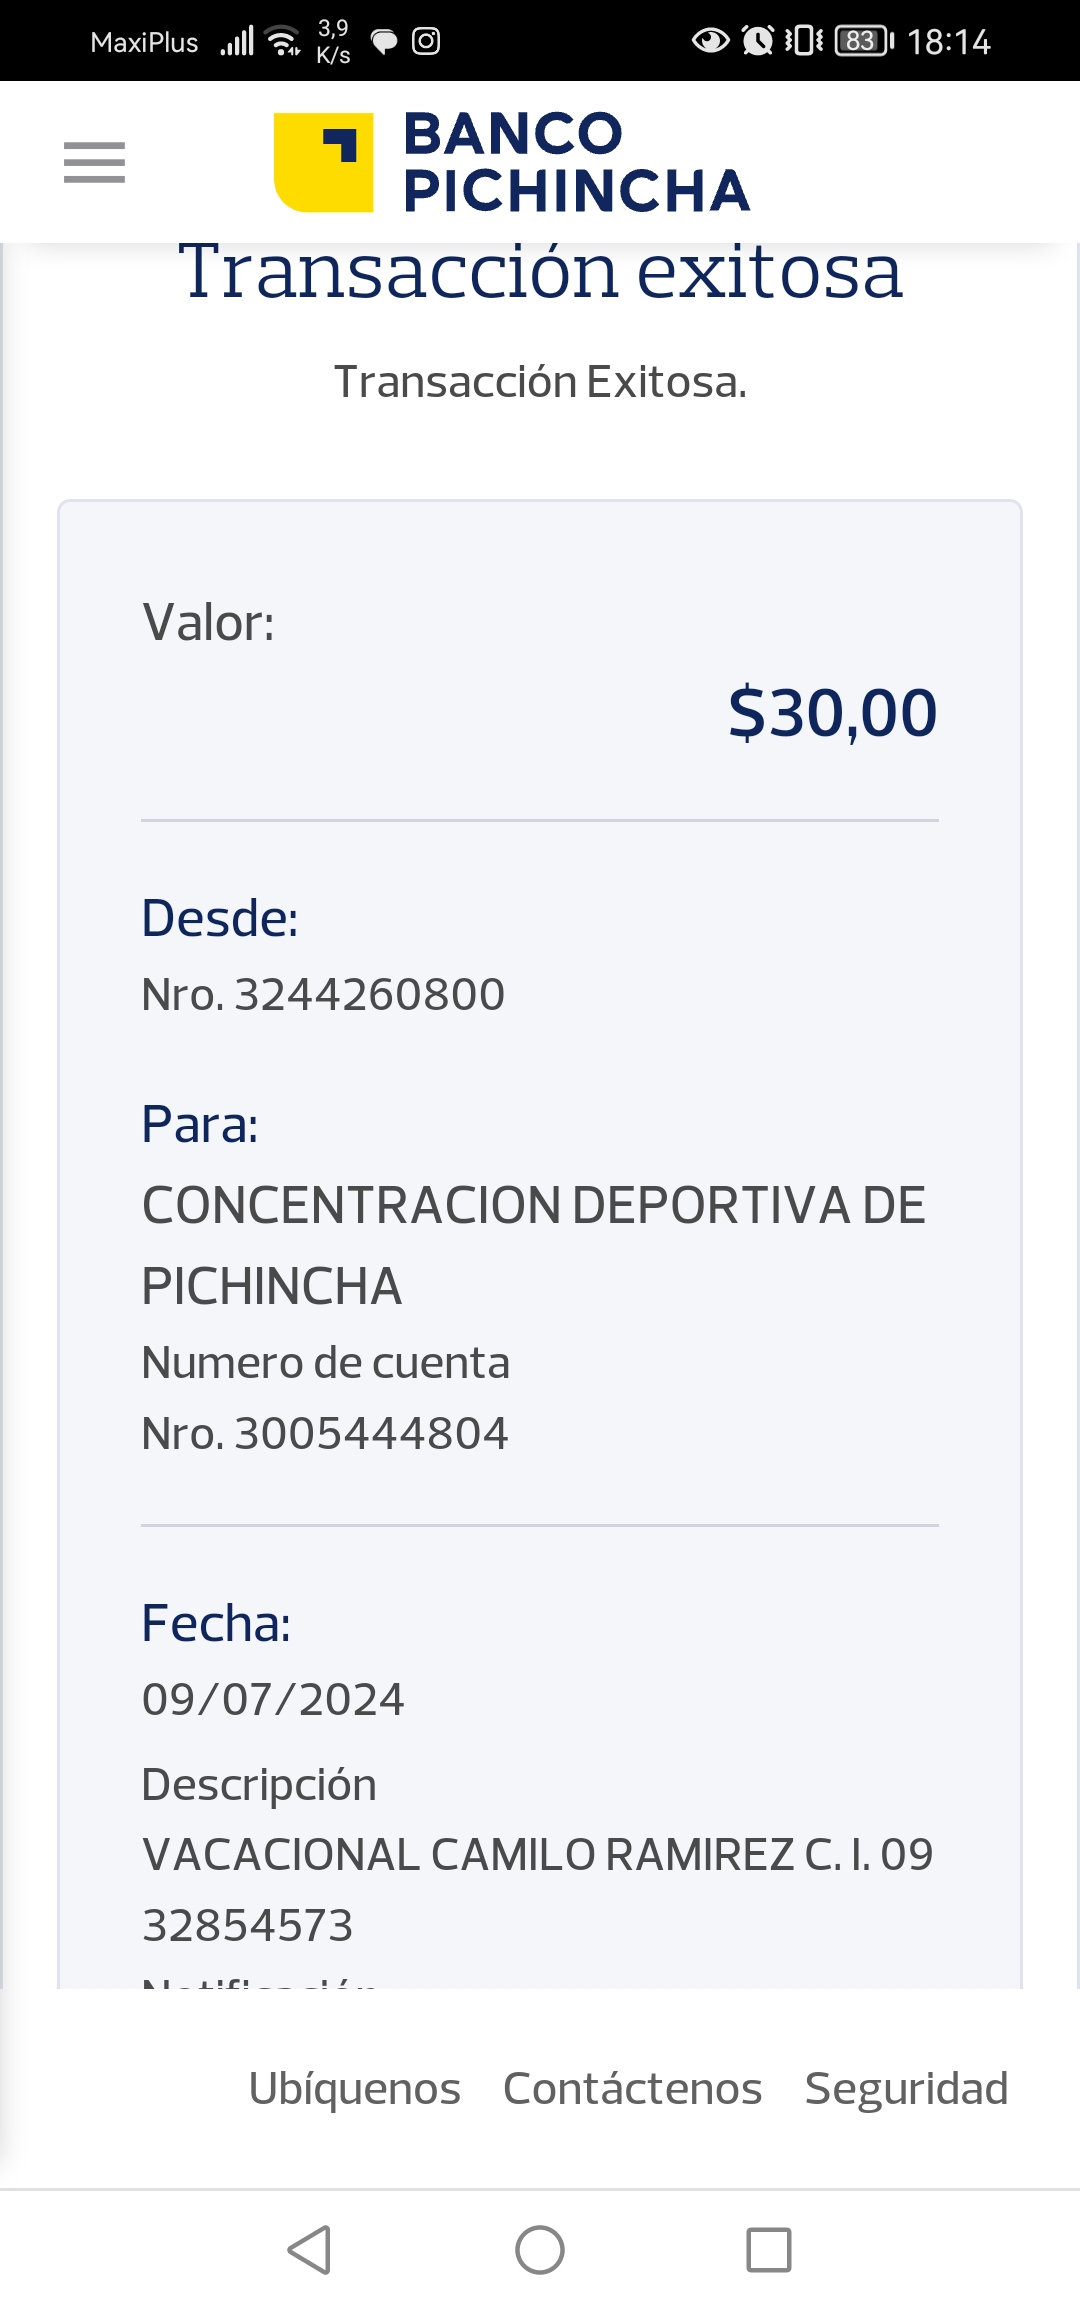 MaxiPlus 3,9 K/s 83 18:14
BANCO
PICHINCHA
Transacción exitosa
Transacción Exitosa.
Valor:
$30,00
Desde:
Nro. 3244260800
Para:
CONCENTRACION DEPORTIVA DE
PICHINCHA
Numero de cuenta
Nro. 3005444804
Fecha:
09/07/2024
Descripción
VACACIONAL CAMILO RAMIREZ C. I. 09
32854573
Notificación
Ubíquenos Contáctenos Seguridad